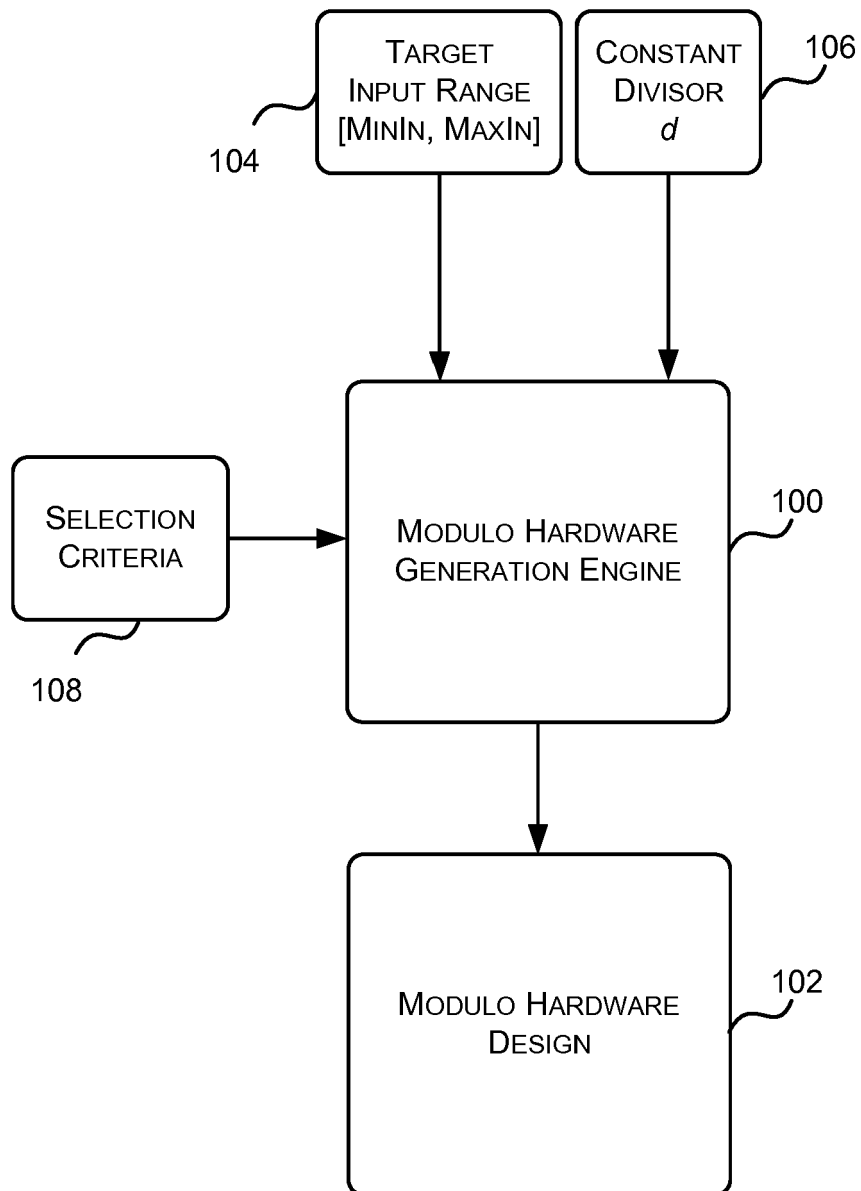 TARGET
INPUT RANGE
[MININ, MAXIN]
104
CONSTANT
DIVISOR
d
106
SELECTION
CRITERIA
108
MODULO HARDWARE
GENERATION ENGINE
100
MODULO HARDWARE
DESIGN
102